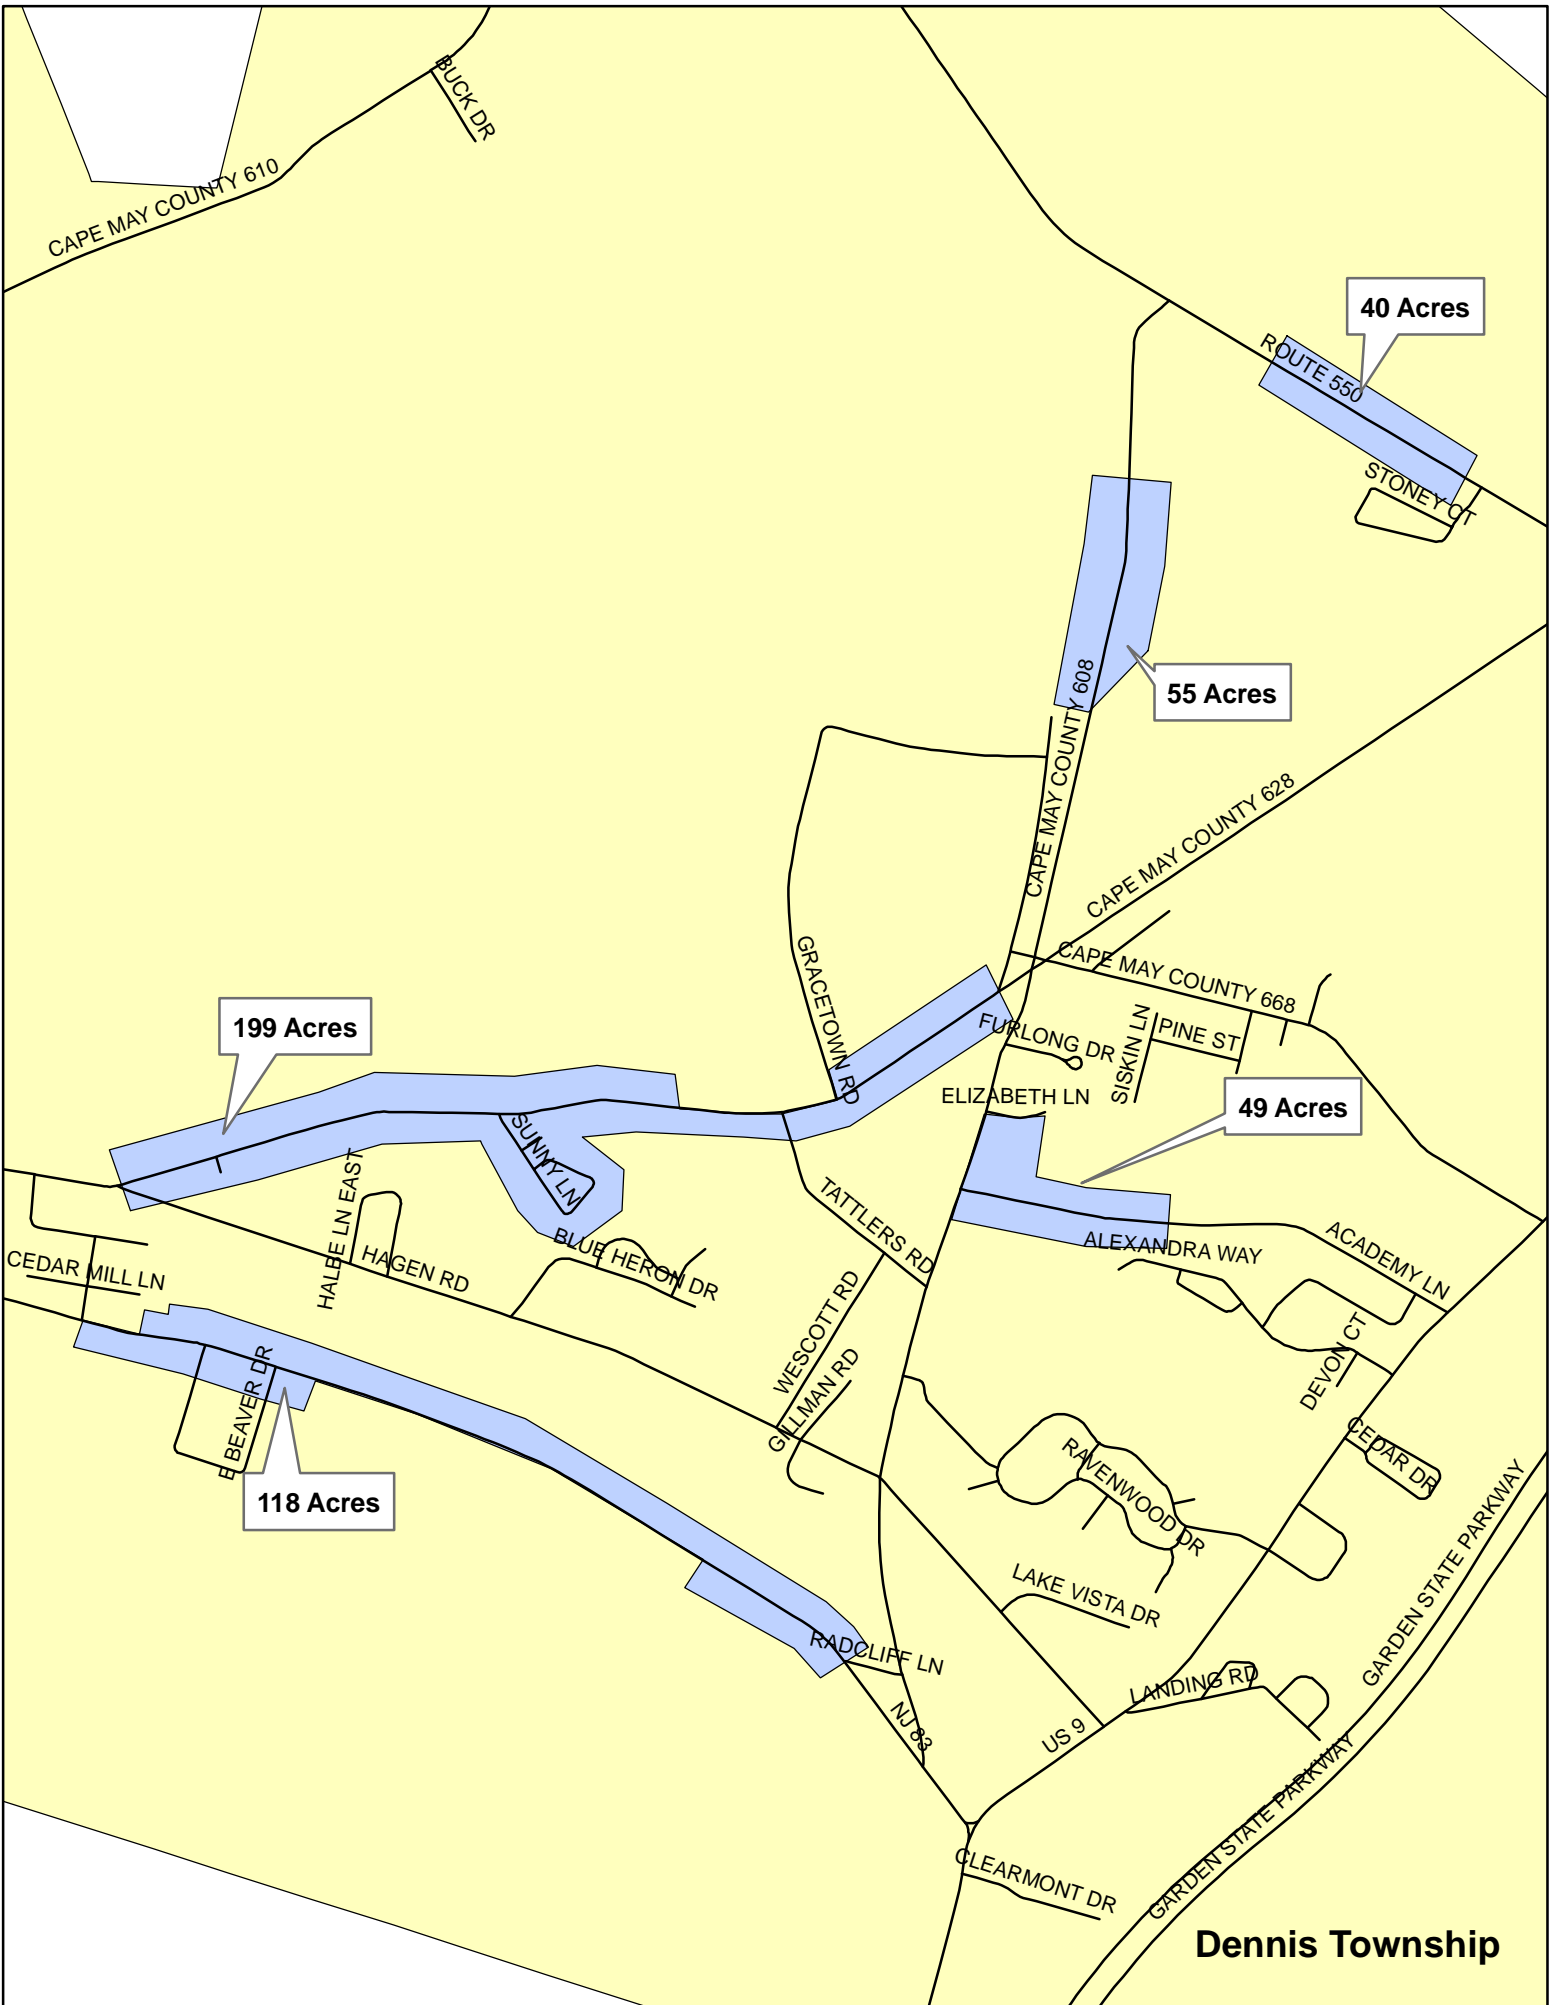 BUCK DR
CAPE MAY COUNTY 610
40 Acres
ROUTE 550
STONEY CT
55 Acres
CAPE MAY COUNTY 608
CAPE MAY COUNTY 628
GRACETOWN RD
CAPE MAY COUNTY 668
199 Acres
FURLONG DR
SISKIN LN
PINE ST
ELIZABETH LN
49 Acres
SUNNY LN
HALBE LN EAST
TATTLERS RD
BLUE HERON DR
ALEXANDRA WAY
ACADEMY LN
CEDAR MILL LN
HAGEN RD
WESCOTT RD
GILLMAN RD
DEVON CT
E BEAVER DR
CEDAR DR
RAVENWOOD DR
118 Acres
GARDEN STATE PARKWAY
LAKE VISTA DR
RADCLIFF LN
LANDING RD
NJ 83
US 9
GARDEN STATE PARKWAY
CLEARMONT DR
Dennis Township